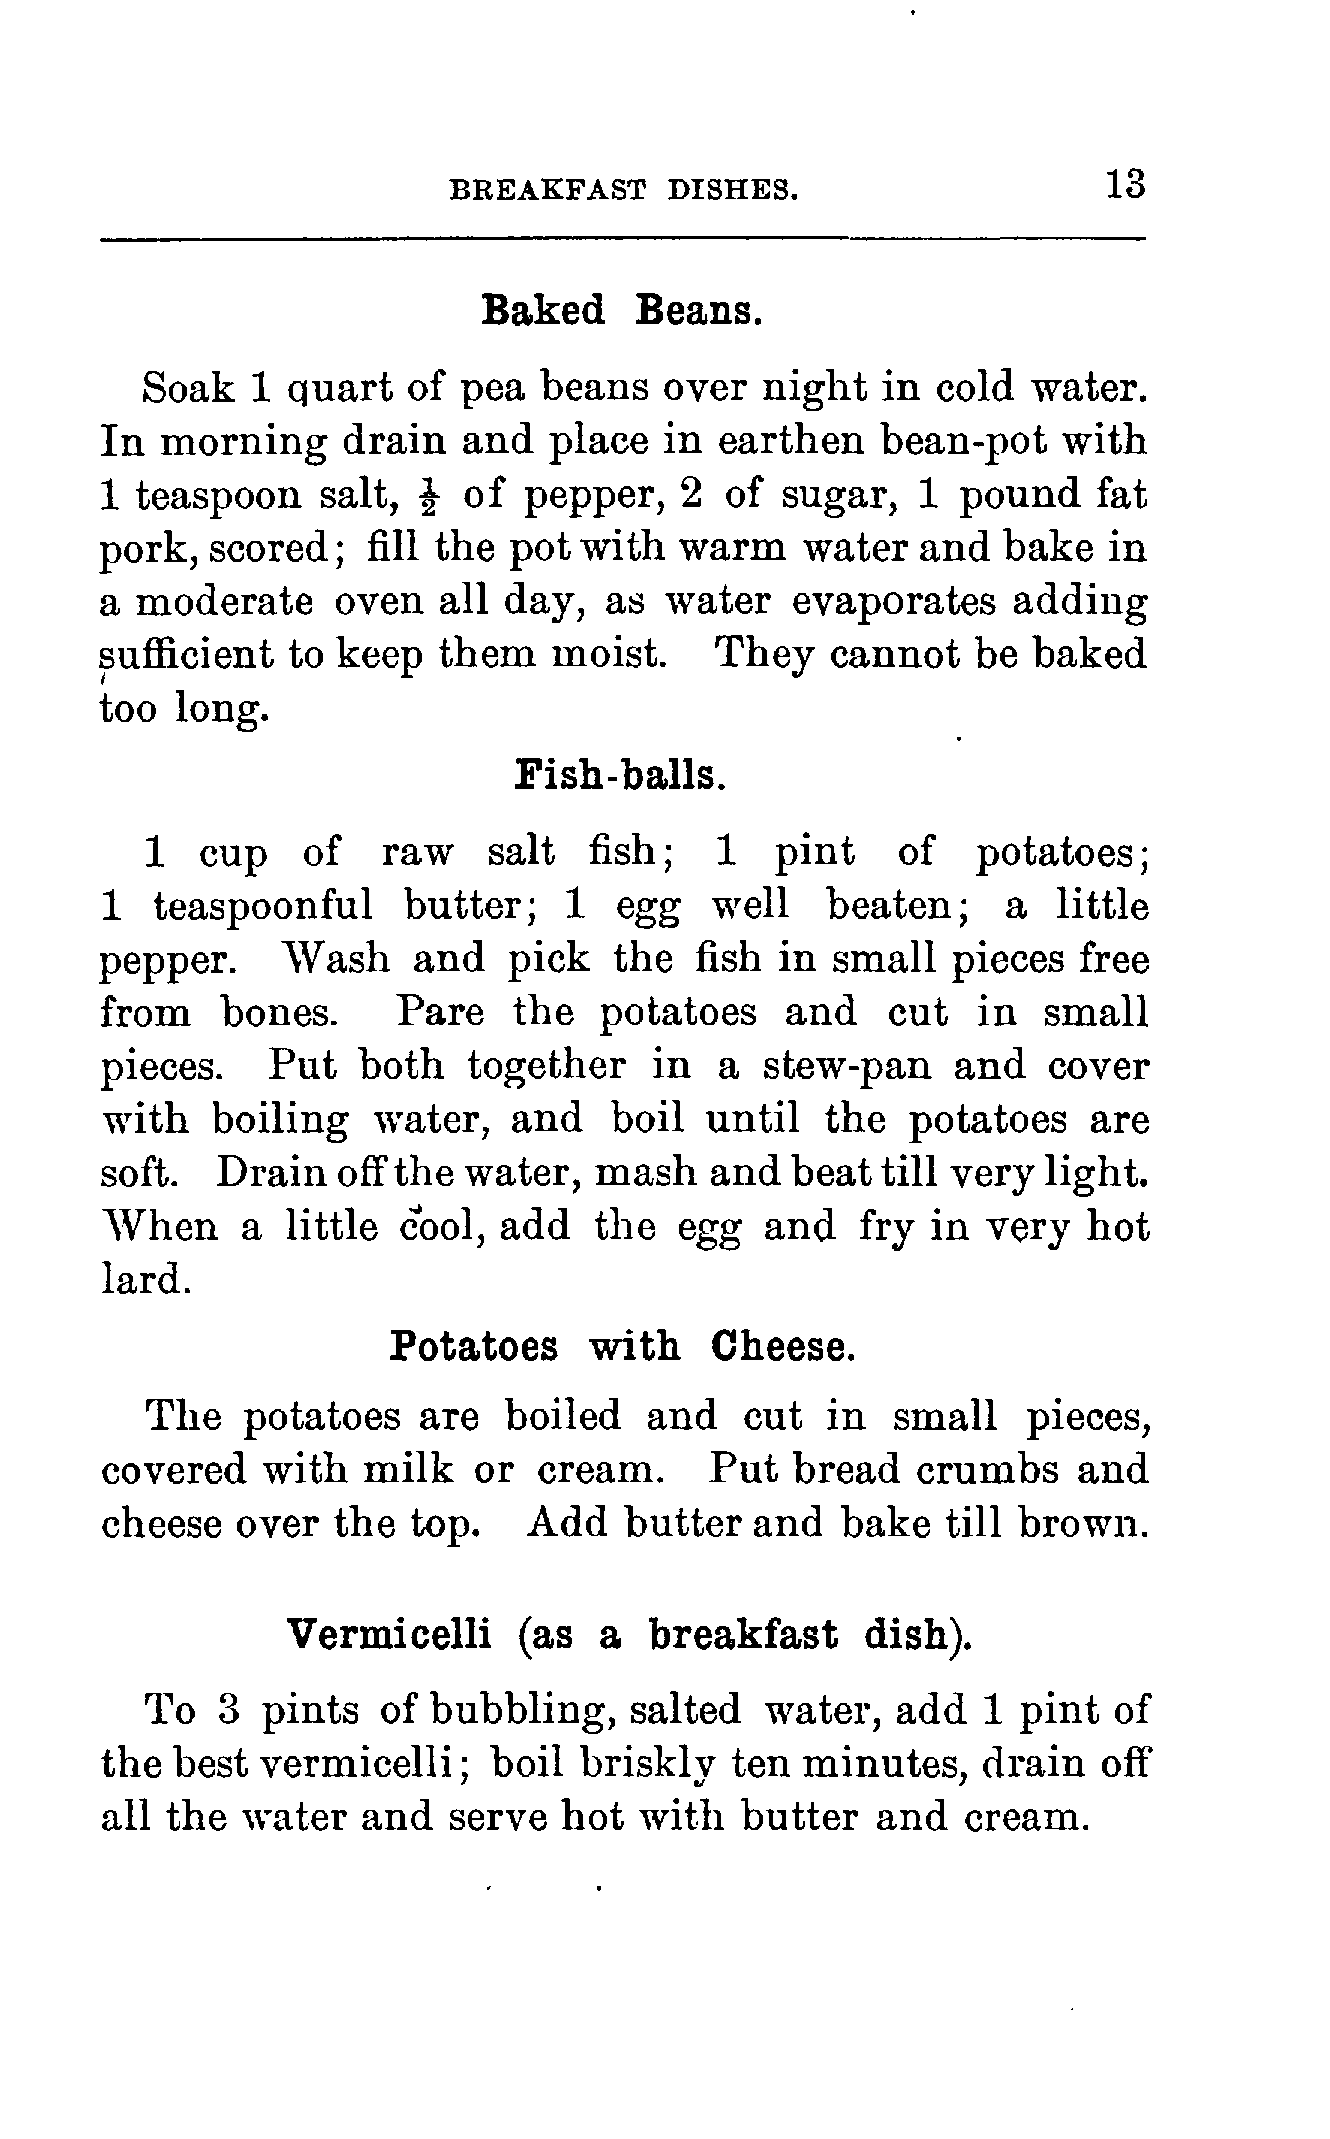 BREAKFAST DISHES. 13
Baked Beans.
Soak 1 quart of pea beans over night in cold water.
In morning drain and place in earthen bean-pot with
1 teaspoon salt, ½ of pepper, 2 of sugar, 1 pound fat
pork, scored; fill the pot with warm water and bake in
a moderate oven all day, as water evaporates adding
sufficient to keep them moist. They cannot be baked
too long.
Fish-balls.
1 cup of raw salt fish; 1 pint of potatoes;
1 teaspoonful butter; 1 egg well beaten; a little
pepper. Wash and pick the fish in small pieces free
from bones. Pare the potatoes and cut in small
pieces. Put both together in a stew-pan and cover
with boiling water, and boil until the potatoes are
soft. Drain off the water, mash and beat till very light.
When a little cool, add the egg and fry in very hot
lard.
Potatoes with Cheese.
The potatoes are boiled and cut in small pieces,
covered with milk or cream. Put bread crumbs and
cheese over the top. Add butter and bake till brown.
Vermicelli (as a breakfast dish).
To 3 pints of bubbling, salted water, add 1 pint of
the best vermicelli; boil briskly ten minutes, drain off
all the water and serve hot with butter and cream.